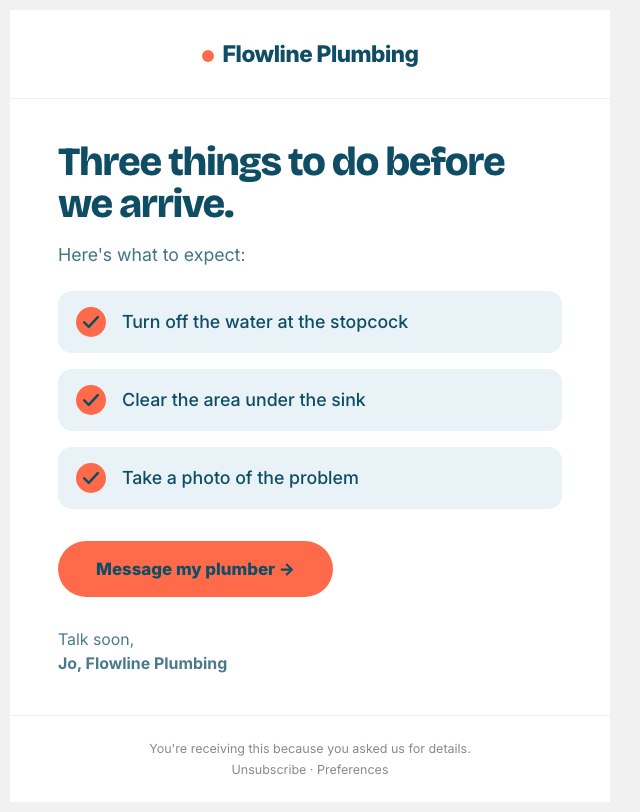 Flowline Plumbing
Three things to do before
we arrive.
Here's what to expect:
Turn off the water at the stopcock
Clear the area under the sink
Take a photo of the problem
Message my plumber →
Talk soon,
Jo, Flowline Plumbing
You're receiving this because you asked us for details.
Unsubscribe · Preferences